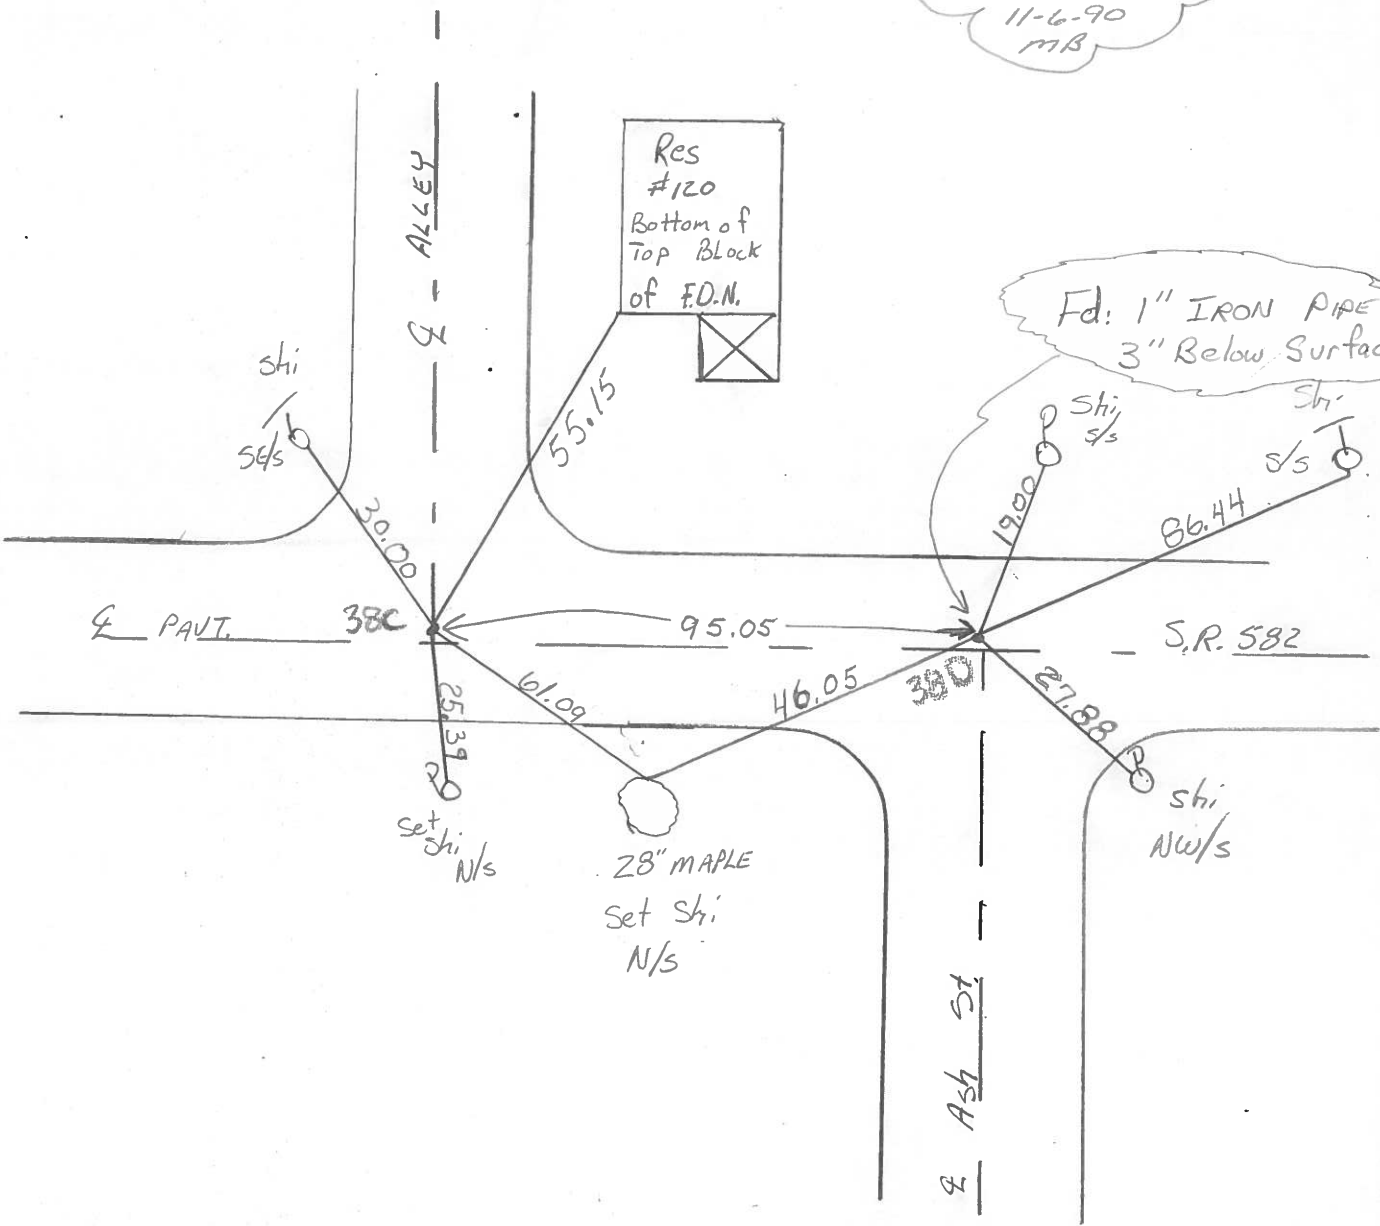 11-6-90
MB
ALLEY
Res
#120
Bottom of
Top Block
of F.D.N.
Fd: 1" IRON PIPE
3" Below Surfac
Shi
SE/s
55.15
P
Shi
s/s
Shi
s/s
30.00
19.00
86.44
℄ PAVT.
38C
95.05
S.R. 582
38D
25.39
61.09
46.05
27.88
P
Set
Shi
N/s
P
Shi
NW/s
28" MAPLE
Set Shi
N/s
℄ Ash St.